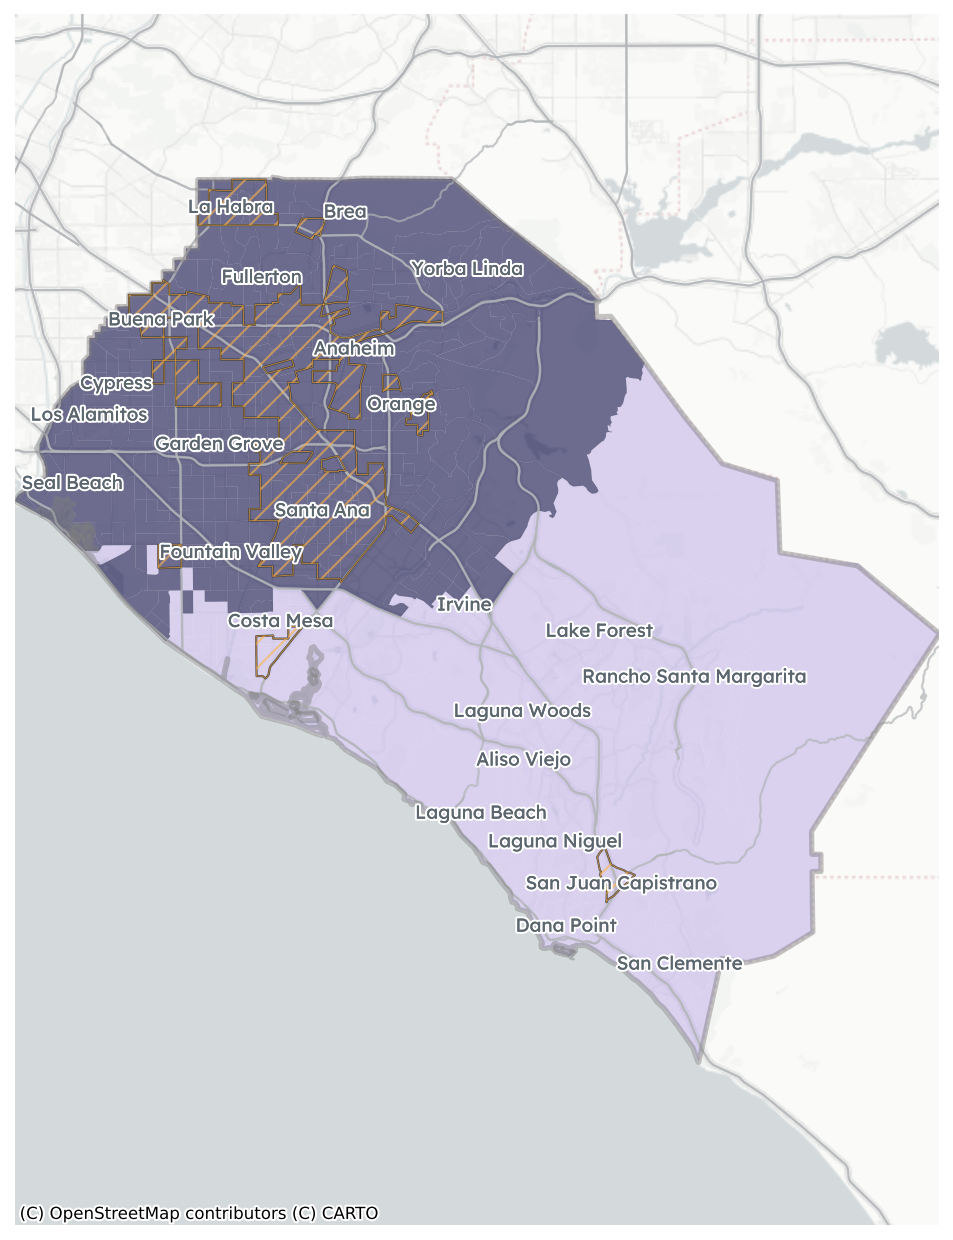 La Habra
Brea
Yorba Linda
Fullerton
Buena Park
Anaheim
Cypress
Orange
Los Alamitos
Garden Grove
Seal Beach
Santa Ana
Fountain Valley
Irvine
Costa Mesa
Lake Forest
Rancho Santa Margarita
Laguna Woods
Aliso Viejo
Laguna Beach
Laguna Niguel
San Juan Capistrano
Dana Point
San Clemente
(C) OpenStreetMap contributors (C) CARTO